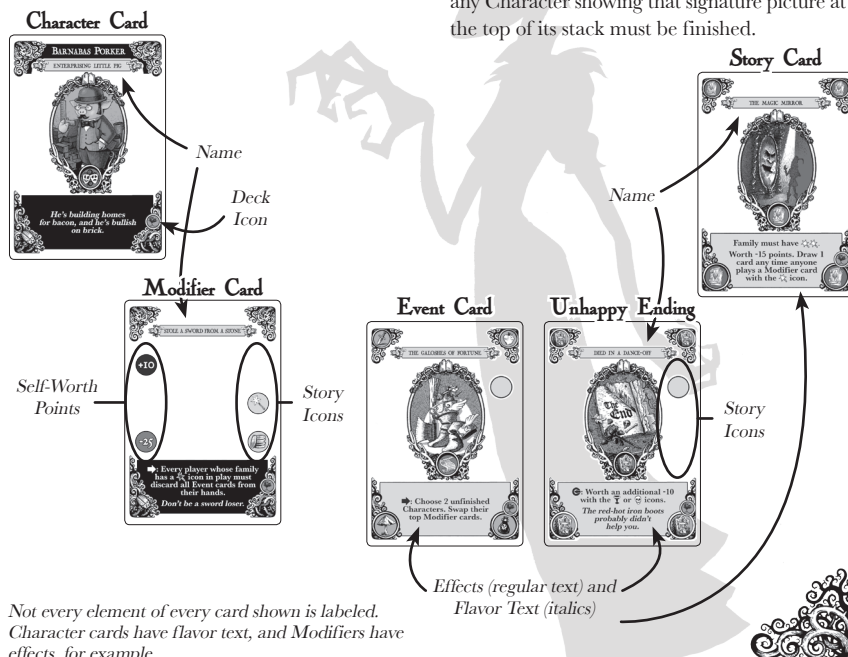 any Character showing that signature picture at
the top of its stack must be finished.
Character Card
BARNABAS PORKER
ENTERPRISING LITTLE PIG
He's building homes
for bacon, and he's bullish
on brick.
Name
Deck
Icon
Story Card
THE MAGIC MIRROR
Family must have
Worth -15 points. Draw 1
card any time anyone
plays a Modifier card
with the icon.
Name
Modifier Card
STOLE A SWORD FROM A STONE
+10
-25
: Every player whose family
has a icon in play must
discard all Event cards from
their hands.
Don't be a sword loser.
Self-Worth
Points
Story
Icons
Event Card
THE GALOSHES OF FORTUNE
: Choose 2 unfinished
Characters. Swap their
top Modifier cards.
Unhappy Ending
DIED IN A DANCE-OFF
The
End
: Worth an additional -10
with the or icons.
The red-hot iron boots
probably didn't
help you.
Story
Icons
Effects (regular text) and
Flavor Text (italics)
Not every element of every card shown is labeled.
Character cards have flavor text, and Modifiers have
effects, for example.